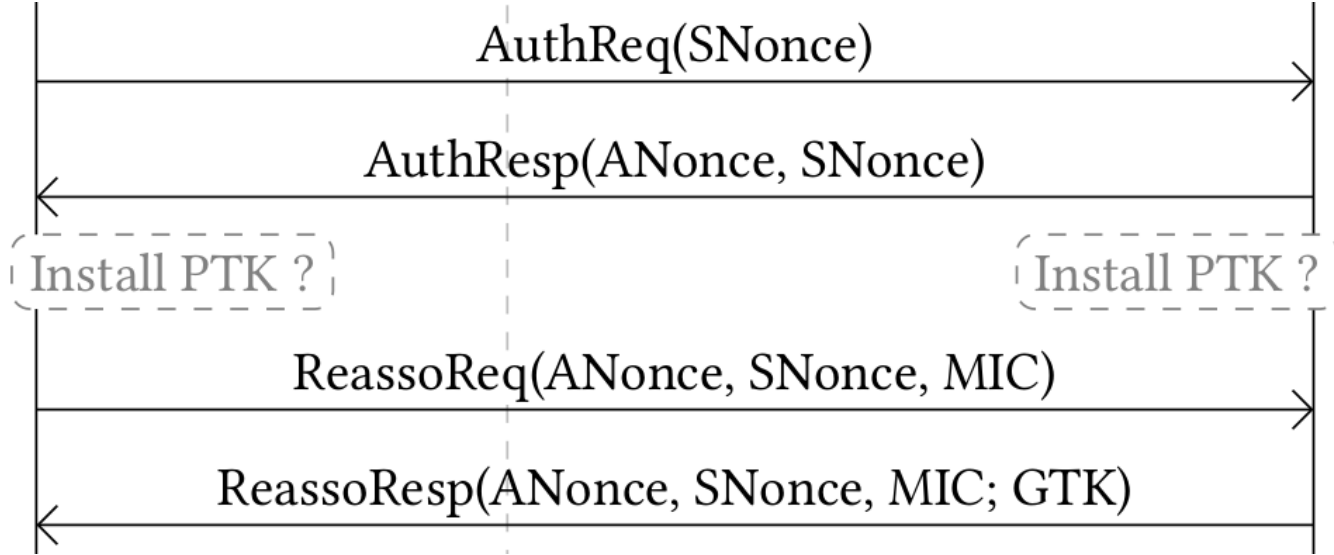 AuthReq(SNonce)
AuthResp(ANonce, SNonce)
Install PTK ?
Install PTK ?
ReassoReq(ANonce, SNonce, MIC)
ReassoResp(ANonce, SNonce, MIC; GTK)